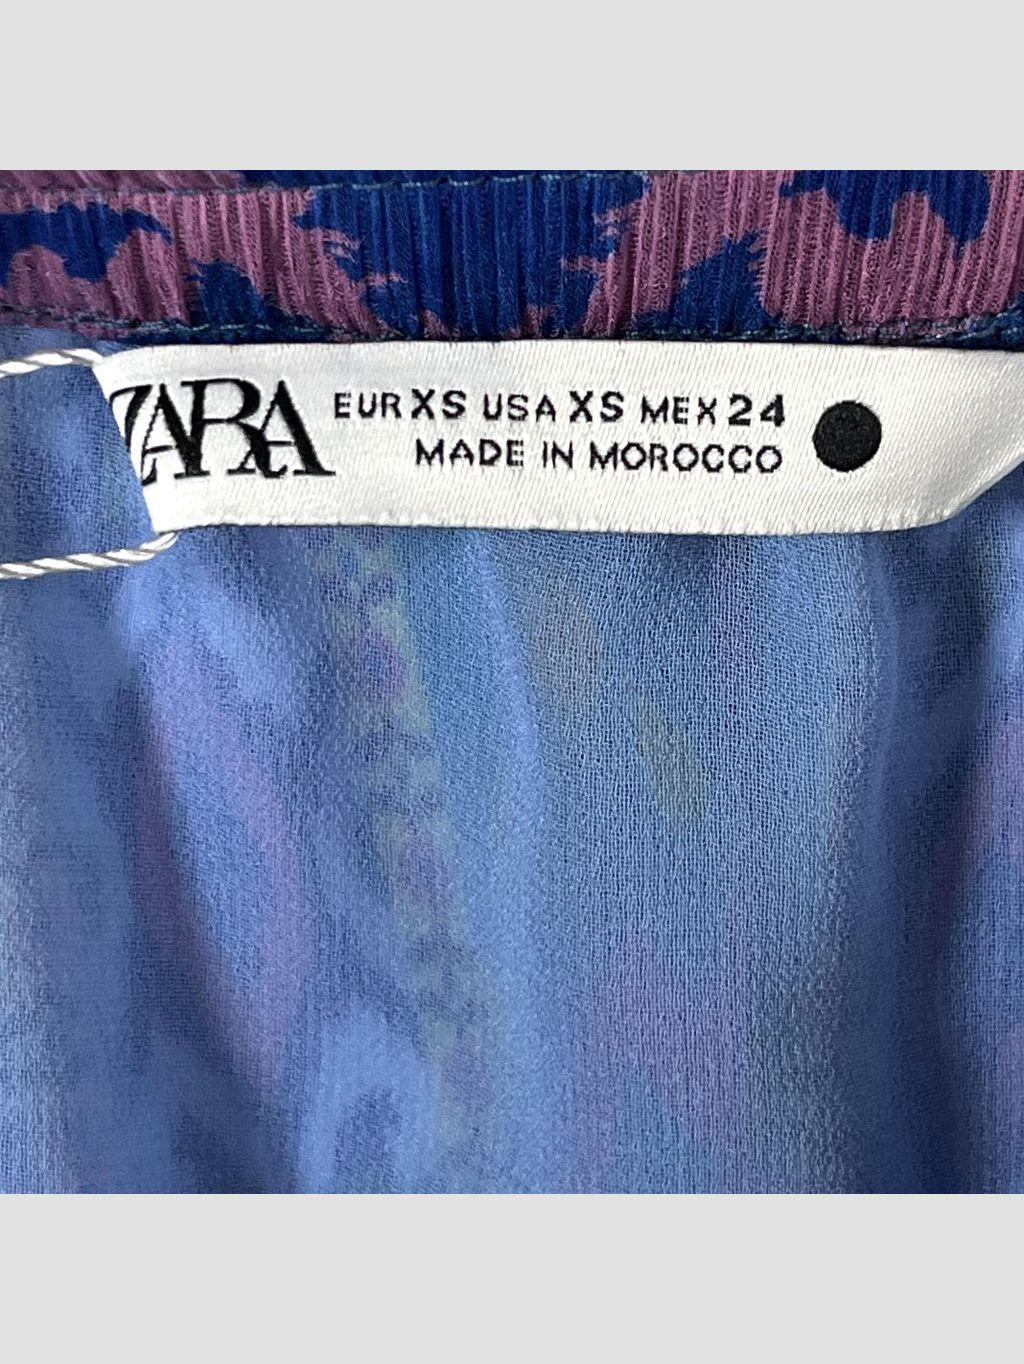 ZARA EUR XS USA XS MEX 24
MADE IN MOROCCO